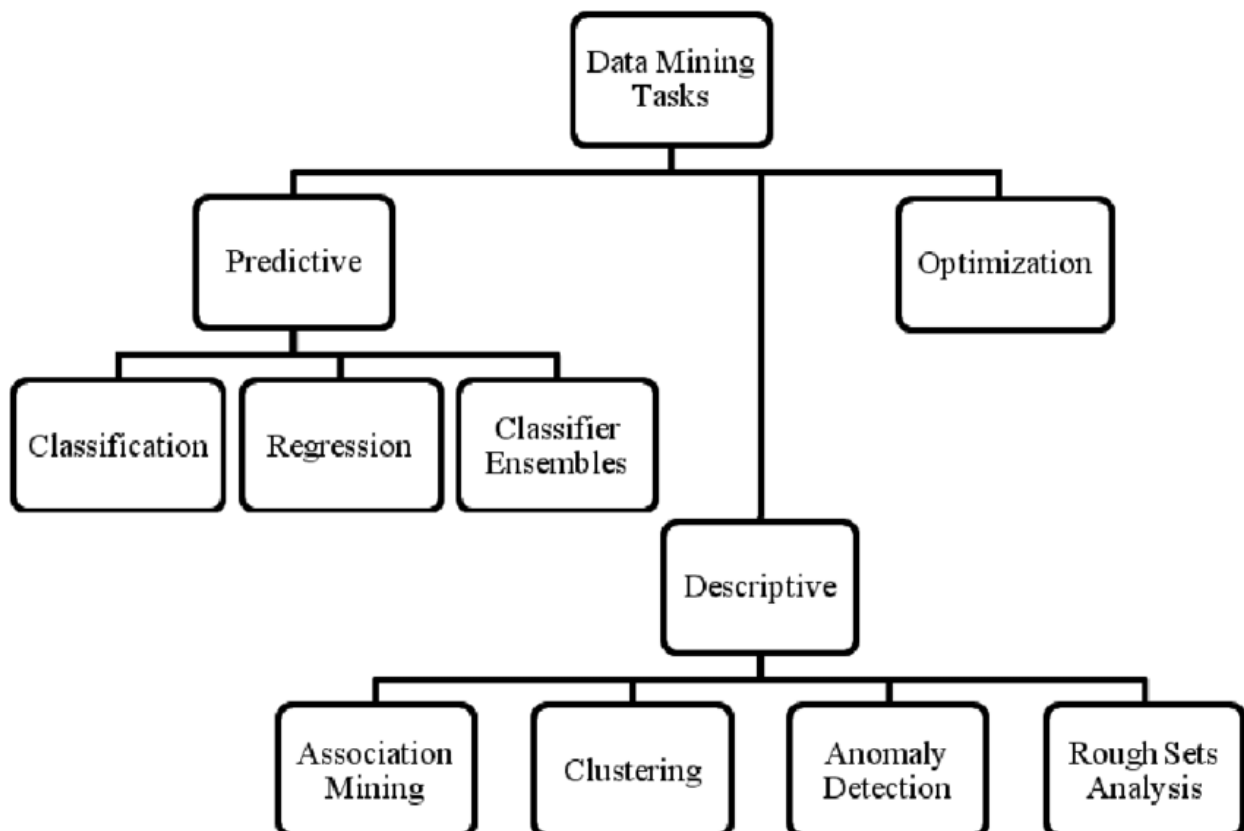 Data Mining
Tasks
Predictive
Optimization
Classification
Regression
Classifier
Ensembles
Descriptive
Association
Mining
Clustering
Anomaly
Detection
Rough Sets
Analysis